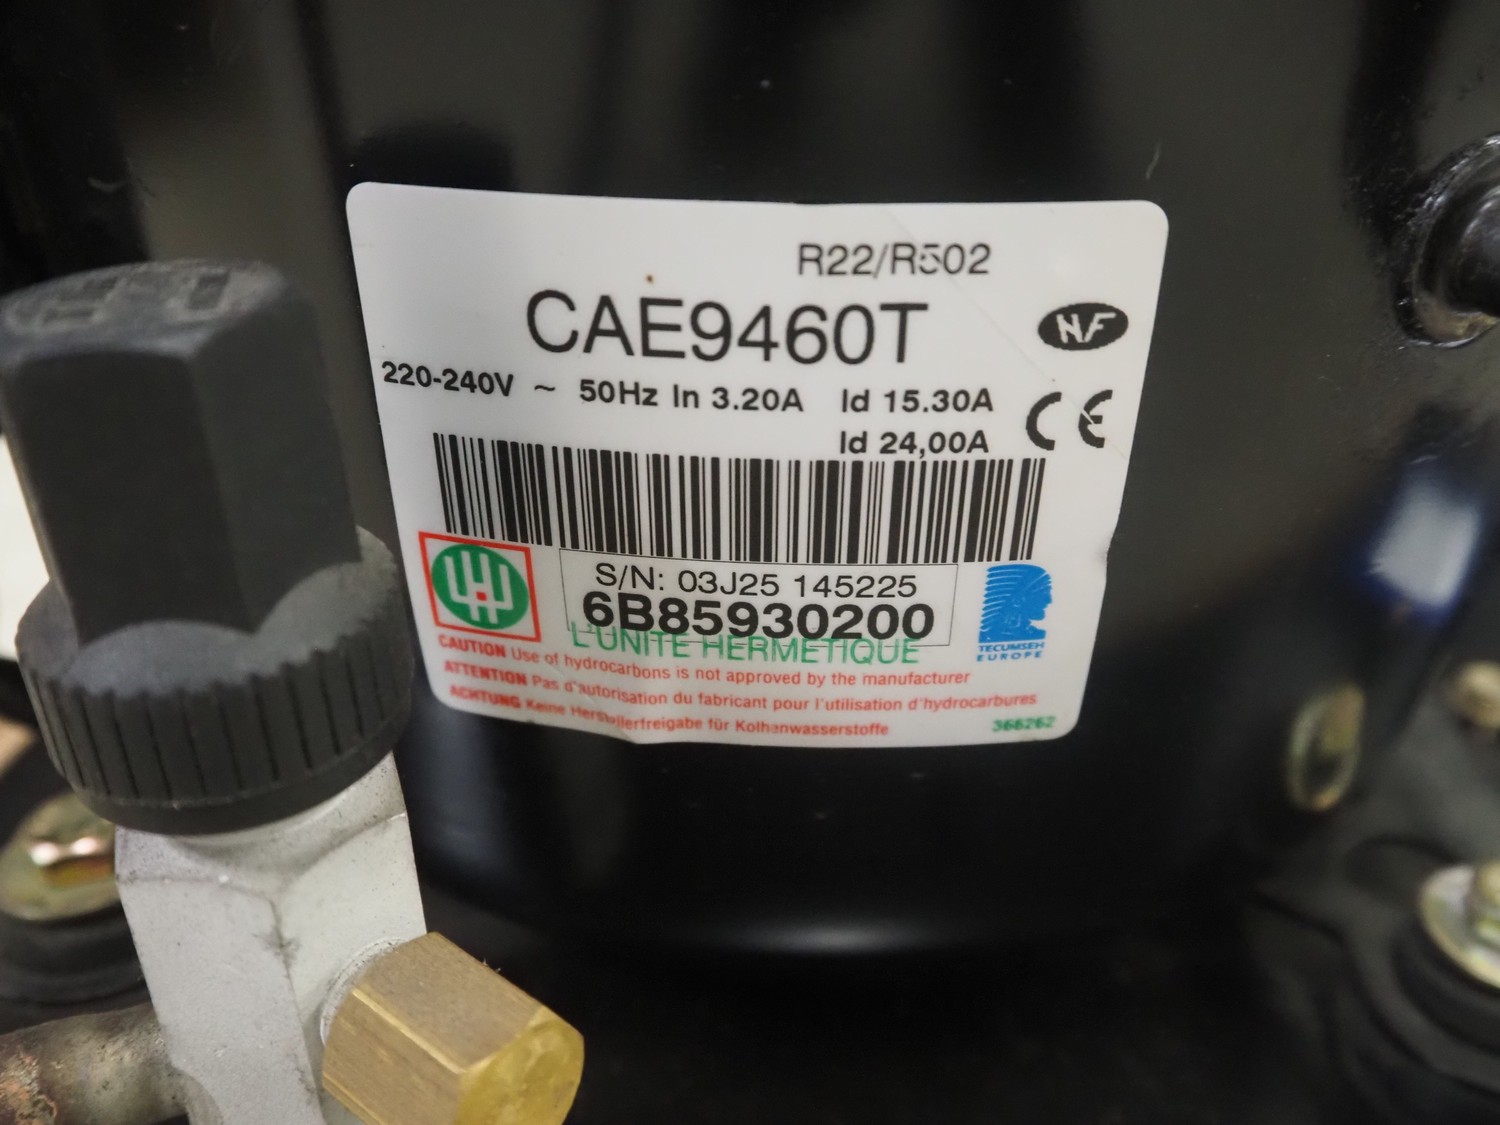 R22/R502
CAE9460T
NF
220-240V ~ 50Hz In 3.20A Id 15.30A
Id 24,00A
CE
S/N: 03J25 145225
6B85930200
L'UNITE HERMETIQUE
TECUMSEH
EUROPE
CAUTION Use of hydrocarbons is not approved by the manufacturer
ATTENTION Pas d'autorisation du fabricant pour l'utilisation d'hydrocarbures
ACHTUNG Keine Herstellerfreigabe für Kolhenwasserstoffe
366262